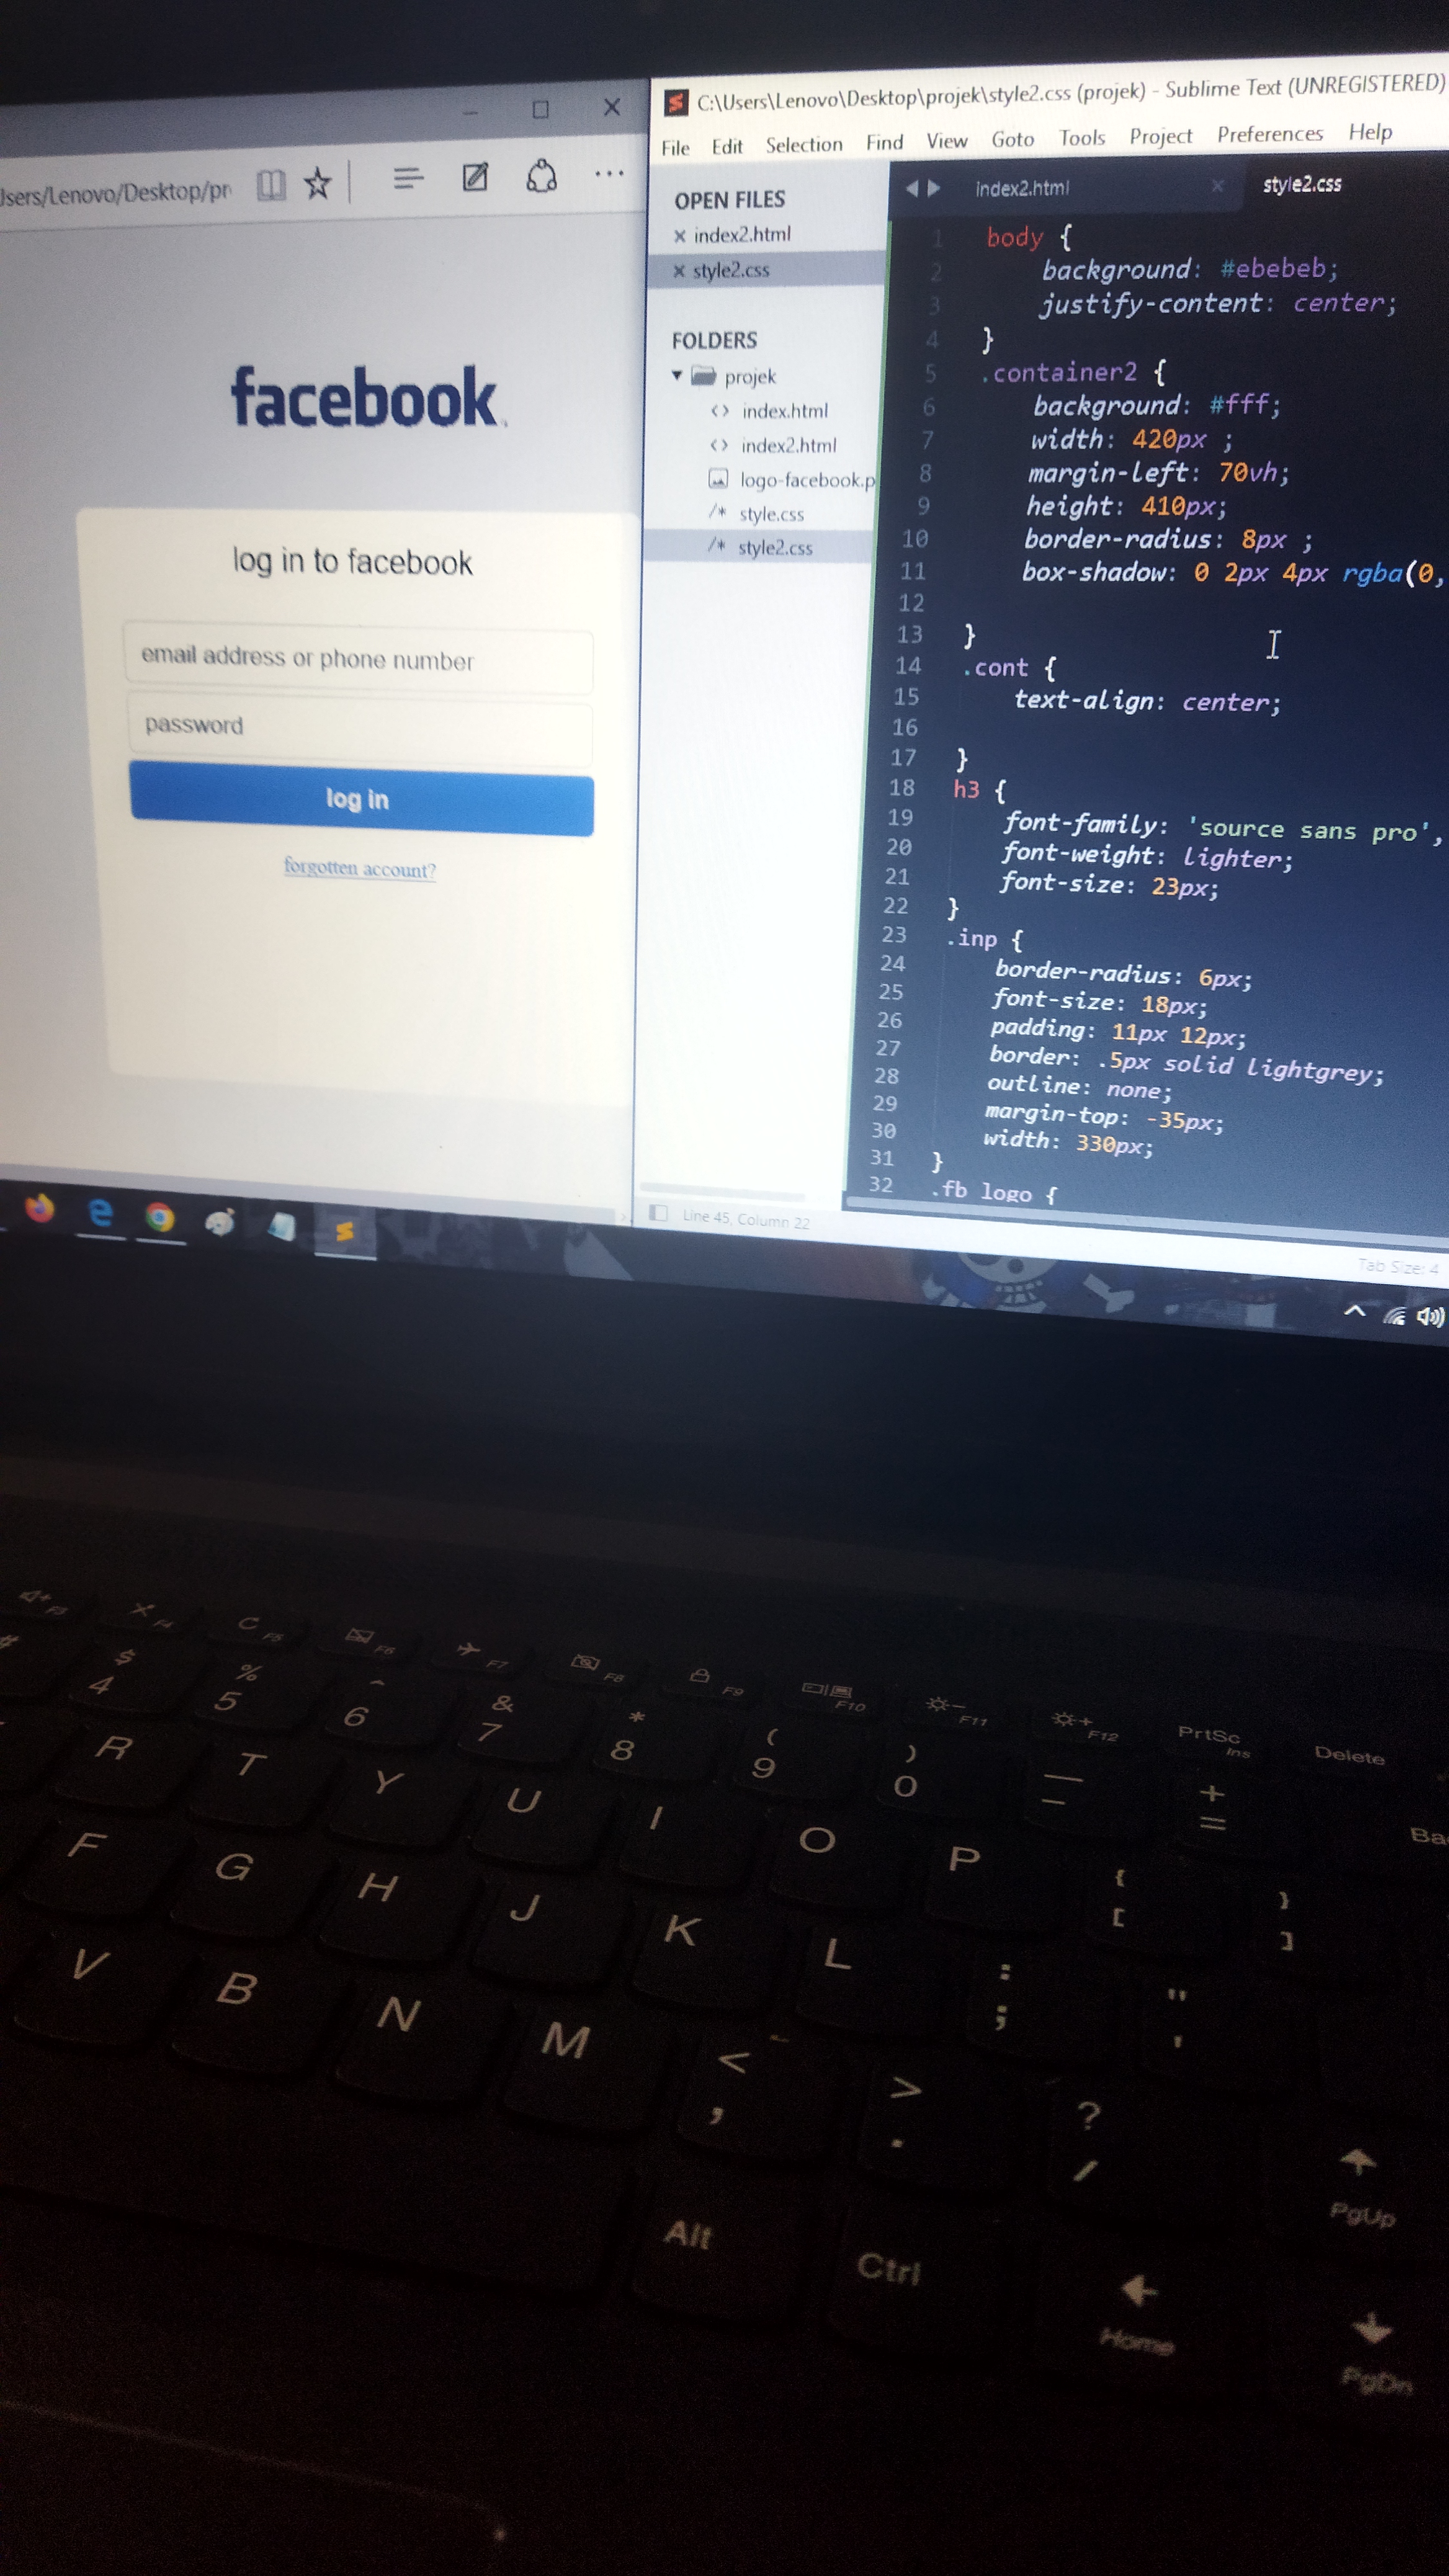 C:\Users\Lenovo\Desktop\projek\style2.css (projek) - Sublime Text (UNREGISTERED)
File Edit Selection Find View Goto Tools Project Preferences Help
sers/Lenovo/Desktop/pr
facebook
log in to facebook
email address or phone number
password
log in
forgotten account?
OPEN FILES
index2.html
style2.css
FOLDERS
projek
<> index.html
<> index2.html
logo-facebook.p
/* style.css
/* style2.css
index2.html
style2.css
1 body {
2 background: #ebebeb;
3 justify-content: center;
4 }
5 .container2 {
6 background: #fff;
7 width: 420px ;
8 margin-left: 70vh;
9 height: 410px;
10 border-radius: 8px ;
11 box-shadow: 0 2px 4px rgba(0,
12
13 }
14 .cont {
15 text-align: center;
16
17 }
18 h3 {
19 font-family: 'source sans pro',
20 font-weight: lighter;
21 font-size: 23px;
22 }
23 .inp {
24 border-radius: 6px;
25 font-size: 18px;
26 padding: 11px 12px;
27 border: .5px solid lightgrey;
28 outline: none;
29 margin-top: -35px;
30 width: 330px;
31 }
32 .fb logo {
Line 45, Column 22
Tab Size: 4
F3 F4 C F5 F6 F7 F8 F9 F10 F11 F12 PrtSc Ins Delete
# $ 4 % 5 ^ 6 & 7 * 8 ( 9 ) 0 — – + = Ba
R T Y U I O P { [ } ]
F G H J K L : ; " '
V B N M < , > . ? /
Alt Ctrl Home PgUp PgDn